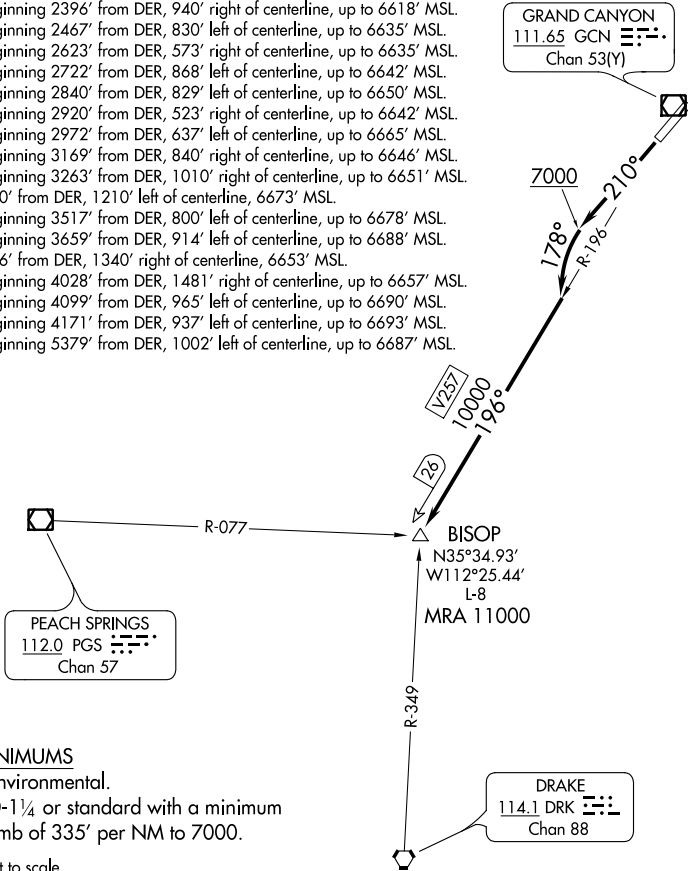 ginning 2396’ from DER, 940’ right of centerline, up to 6618’ MSL.
ginning 2467’ from DER, 830’ left of centerline, up to 6635’ MSL.
ginning 2623’ from DER, 573’ right of centerline, up to 6635’ MSL.
ginning 2722’ from DER, 868’ left of centerline, up to 6642’ MSL.
ginning 2840’ from DER, 829’ left of centerline, up to 6650’ MSL.
ginning 2920’ from DER, 523’ right of centerline, up to 6642’ MSL.
ginning 2972’ from DER, 637’ left of centerline, up to 6665’ MSL.
ginning 3169’ from DER, 840’ right of centerline, up to 6646’ MSL.
ginning 3263’ from DER, 1010’ right of centerline, up to 6651’ MSL.
0’ from DER, 1210’ left of centerline, 6673’ MSL.
ginning 3517’ from DER, 800’ left of centerline, up to 6678’ MSL.
ginning 3659’ from DER, 914’ left of centerline, up to 6688’ MSL.
6’ from DER, 1340’ right of centerline, 6653’ MSL.
ginning 4028’ from DER, 1481’ right of centerline, up to 6657’ MSL.
ginning 4099’ from DER, 965’ left of centerline, up to 6690’ MSL.
ginning 4171’ from DER, 937’ left of centerline, up to 6693’ MSL.
ginning 5379’ from DER, 1002’ left of centerline, up to 6687’ MSL.
GRAND CANYON
111.65 GCN
Chan 53(Y)
7000
210°
178°
R-196
V257
10000
196°
26
R-077
BISOP
N35°34.93’
W112°25.44’
L-8
MRA 11000
PEACH SPRINGS
112.0 PGS
Chan 57
R-349
NIMUMS
nvironmental.
0-1¼ or standard with a minimum
mb of 335’ per NM to 7000.
t to scale
DRAKE
114.1 DRK
Chan 88